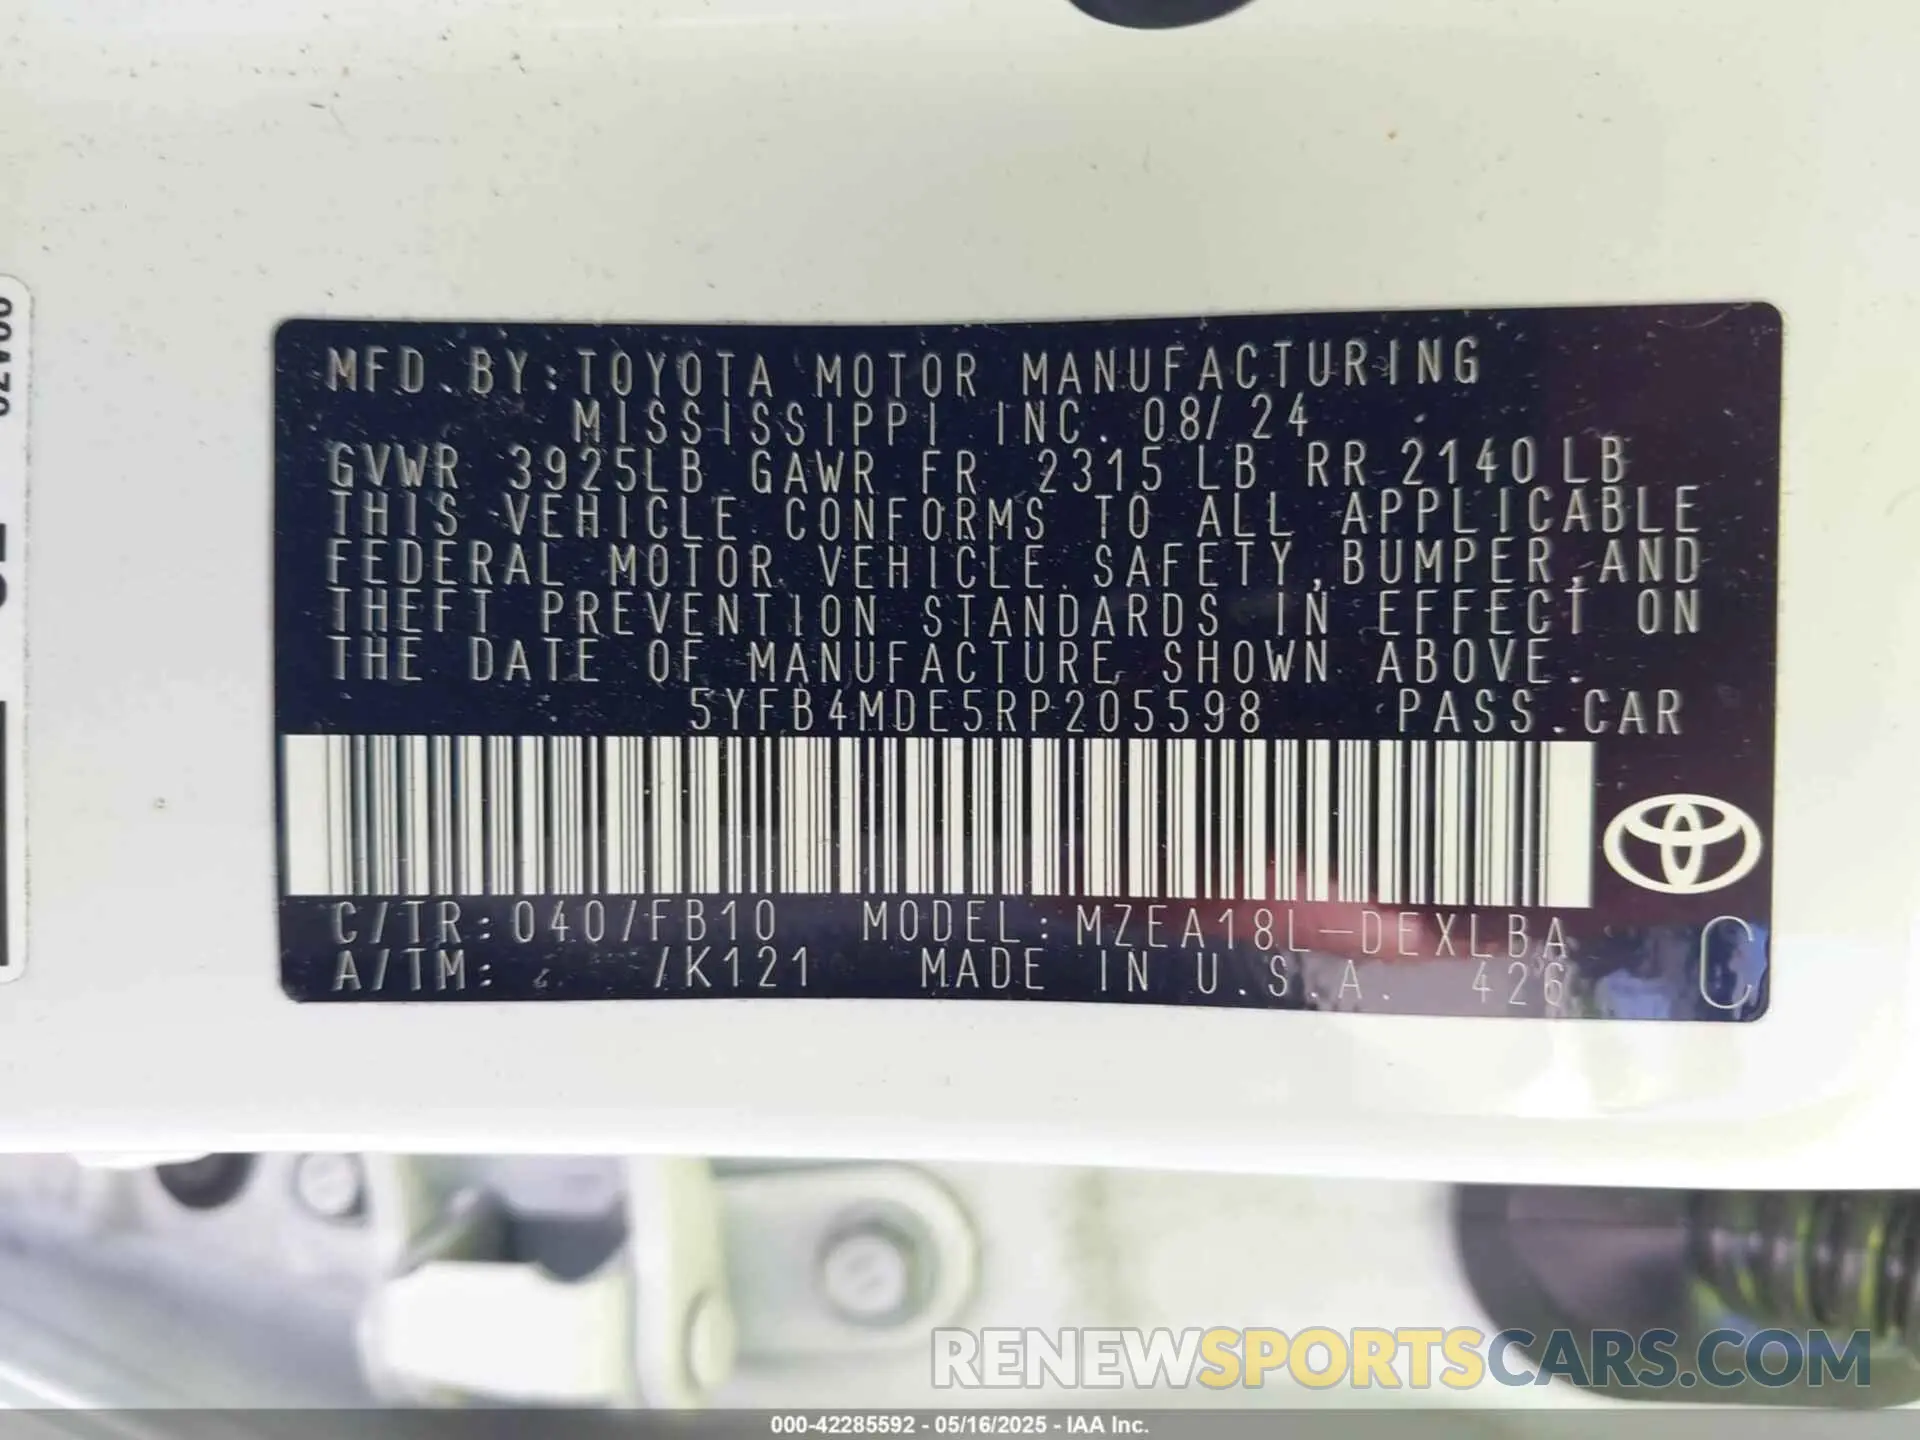 MFD.BY:TOYOTA MOTOR MANUFACTURING
MISSISSIPPI INC. 08/24
GVWR 3925LB GAWR FR 2315LB RR 2140LB
THIS VEHICLE CONFORMS TO ALL APPLICABLE
FEDERAL MOTOR VEHICLE SAFETY,BUMPER,AND
THEFT PREVENTION STANDARDS IN EFFECT ON
THE DATE OF MANUFACTURE SHOWN ABOVE.
5YFB4MDE5RP205598 PASS.CAR
C/TR:040/FB10 MODEL:MZEA18L-DEXLBA
A/TM: /K121 MADE IN U.S.A. 426
C
RENEWSPORTSCARS.COM
000-42285592 - 05/16/2025 - IAA Inc.